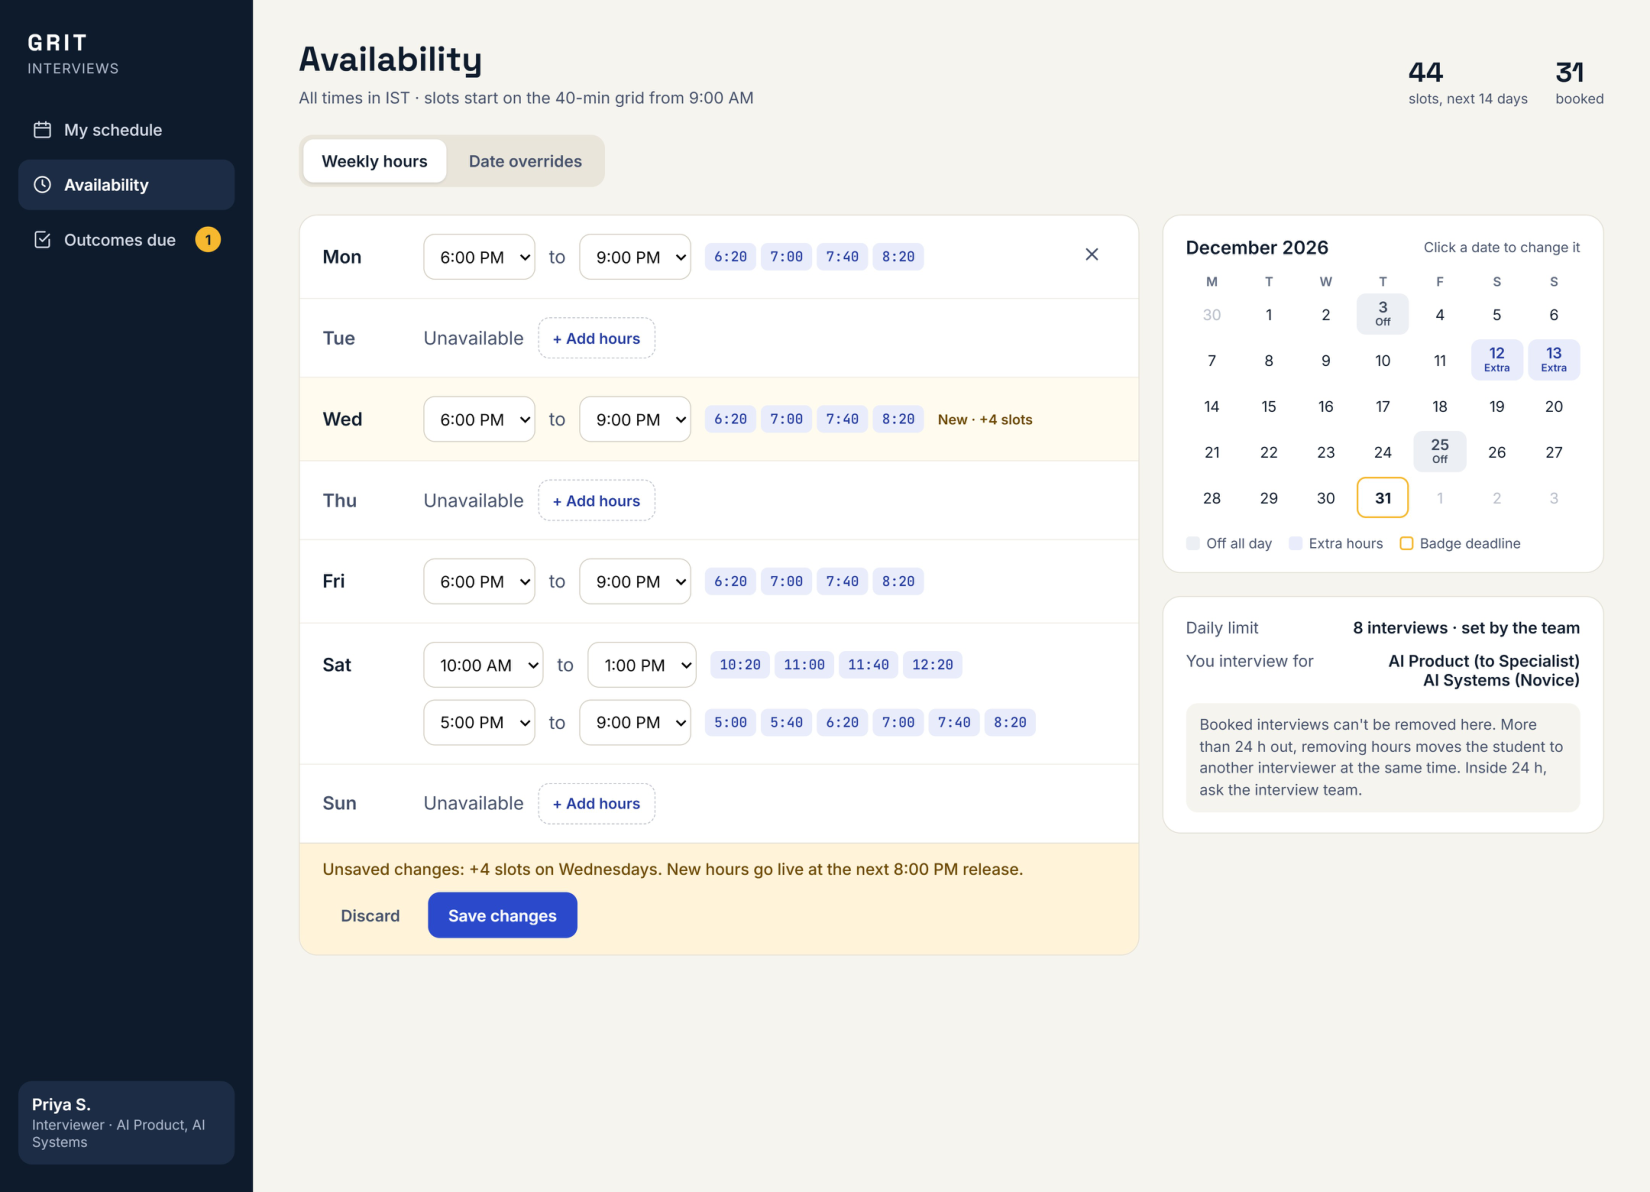 GRIT
INTERVIEWS
My schedule
Availability
Outcomes due 1
Priya S.
Interviewer · AI Product, AI
Systems
Availability
All times in IST · slots start on the 40-min grid from 9:00 AM
44
slots, next 14 days
31
booked
Weekly hours Date overrides
Mon 6:00 PM to 9:00 PM 6:20 7:00 7:40 8:20
Tue Unavailable + Add hours
Wed 6:00 PM to 9:00 PM 6:20 7:00 7:40 8:20 New · +4 slots
Thu Unavailable + Add hours
Fri 6:00 PM to 9:00 PM 6:20 7:00 7:40 8:20
Sat 10:00 AM to 1:00 PM 10:20 11:00 11:40 12:20
5:00 PM to 9:00 PM 5:00 5:40 6:20 7:00 7:40 8:20
Sun Unavailable + Add hours
Unsaved changes: +4 slots on Wednesdays. New hours go live at the next 8:00 PM release.
Discard Save changes
December 2026 Click a date to change it
M T W T F S S
30 1 2 3 4 5 6
Off
7 8 9 10 11 12 13
Extra Extra
14 15 16 17 18 19 20
21 22 23 24 25 26 27
Off
28 29 30 31 1 2 3
Off all day Extra hours Badge deadline
Daily limit 8 interviews · set by the team
You interview for AI Product (to Specialist)
AI Systems (Novice)
Booked interviews can't be removed here. More
than 24 h out, removing hours moves the student to
another interviewer at the same time. Inside 24 h,
ask the interview team.